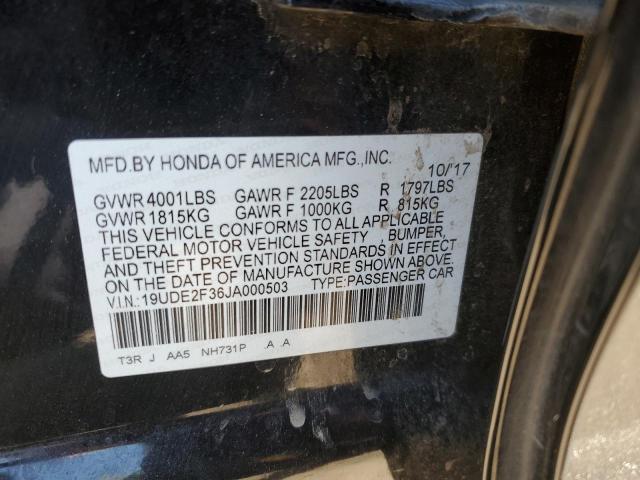 MFD.BY HONDA OF AMERICA MFG.,INC. 10/'17
GVWR 4001LBS GAWR F 2205LBS R 1797LBS
GVWR 1815KG GAWR F 1000KG R 815KG
THIS VEHICLE CONFORMS TO ALL APPLICABLE
FEDERAL MOTOR VEHICLE SAFETY , BUMPER,
AND THEFT PREVENTION STANDARDS IN EFFECT
ON THE DATE OF MANUFACTURE SHOWN ABOVE.
V.I.N: 19UDE2F36JA000503 TYPE:PASSENGER CAR
T3R J AA5 NH731P .A .A